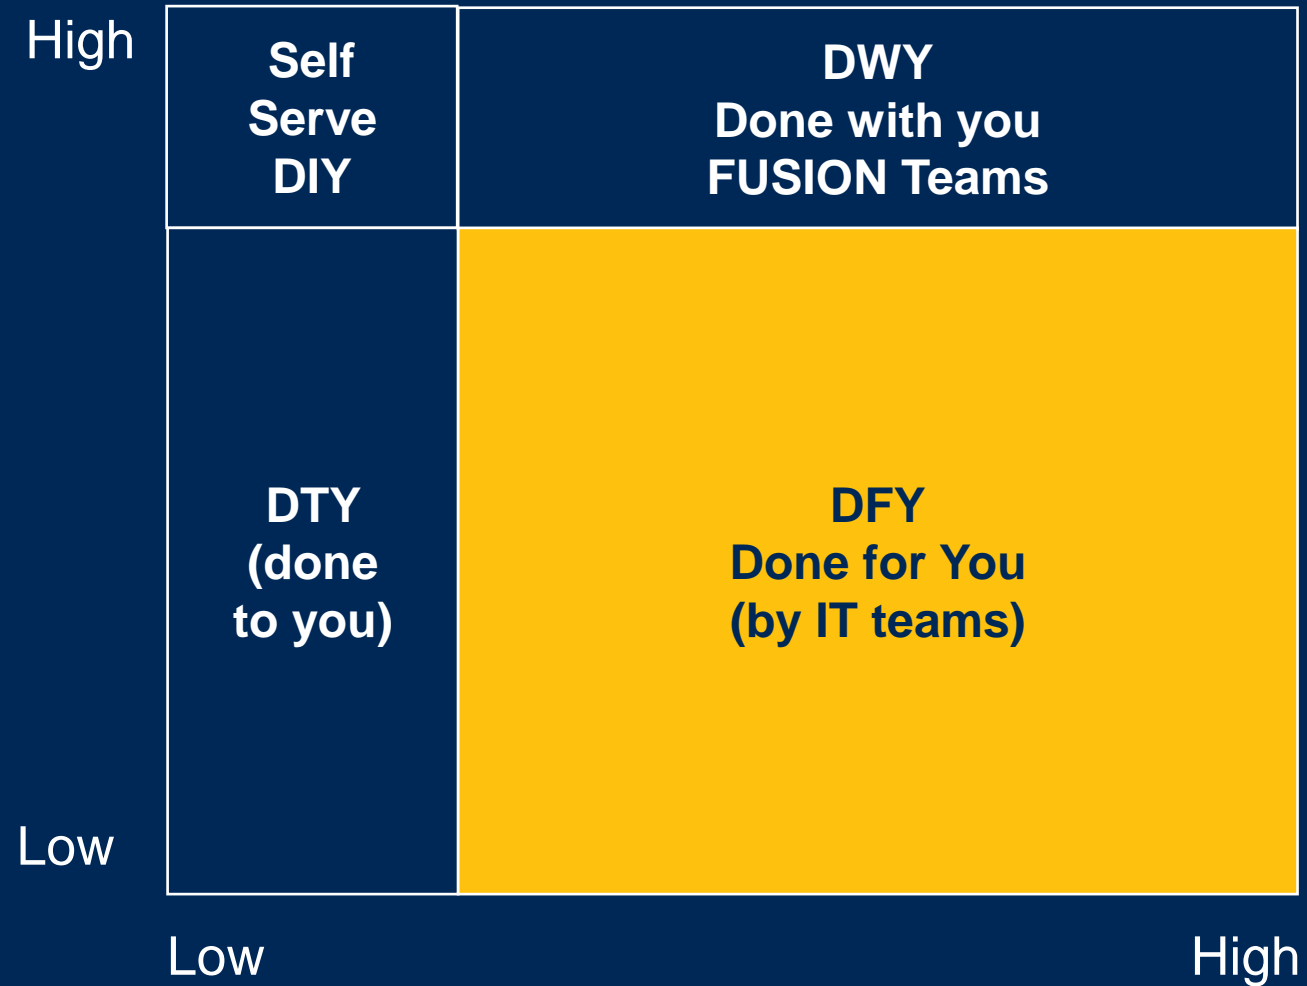 High
Self
Serve
DIY
DWY
Done with you
FUSION Teams
DTY
(done
to you)
DFY
Done for You
(by IT teams)
Low
Low
High